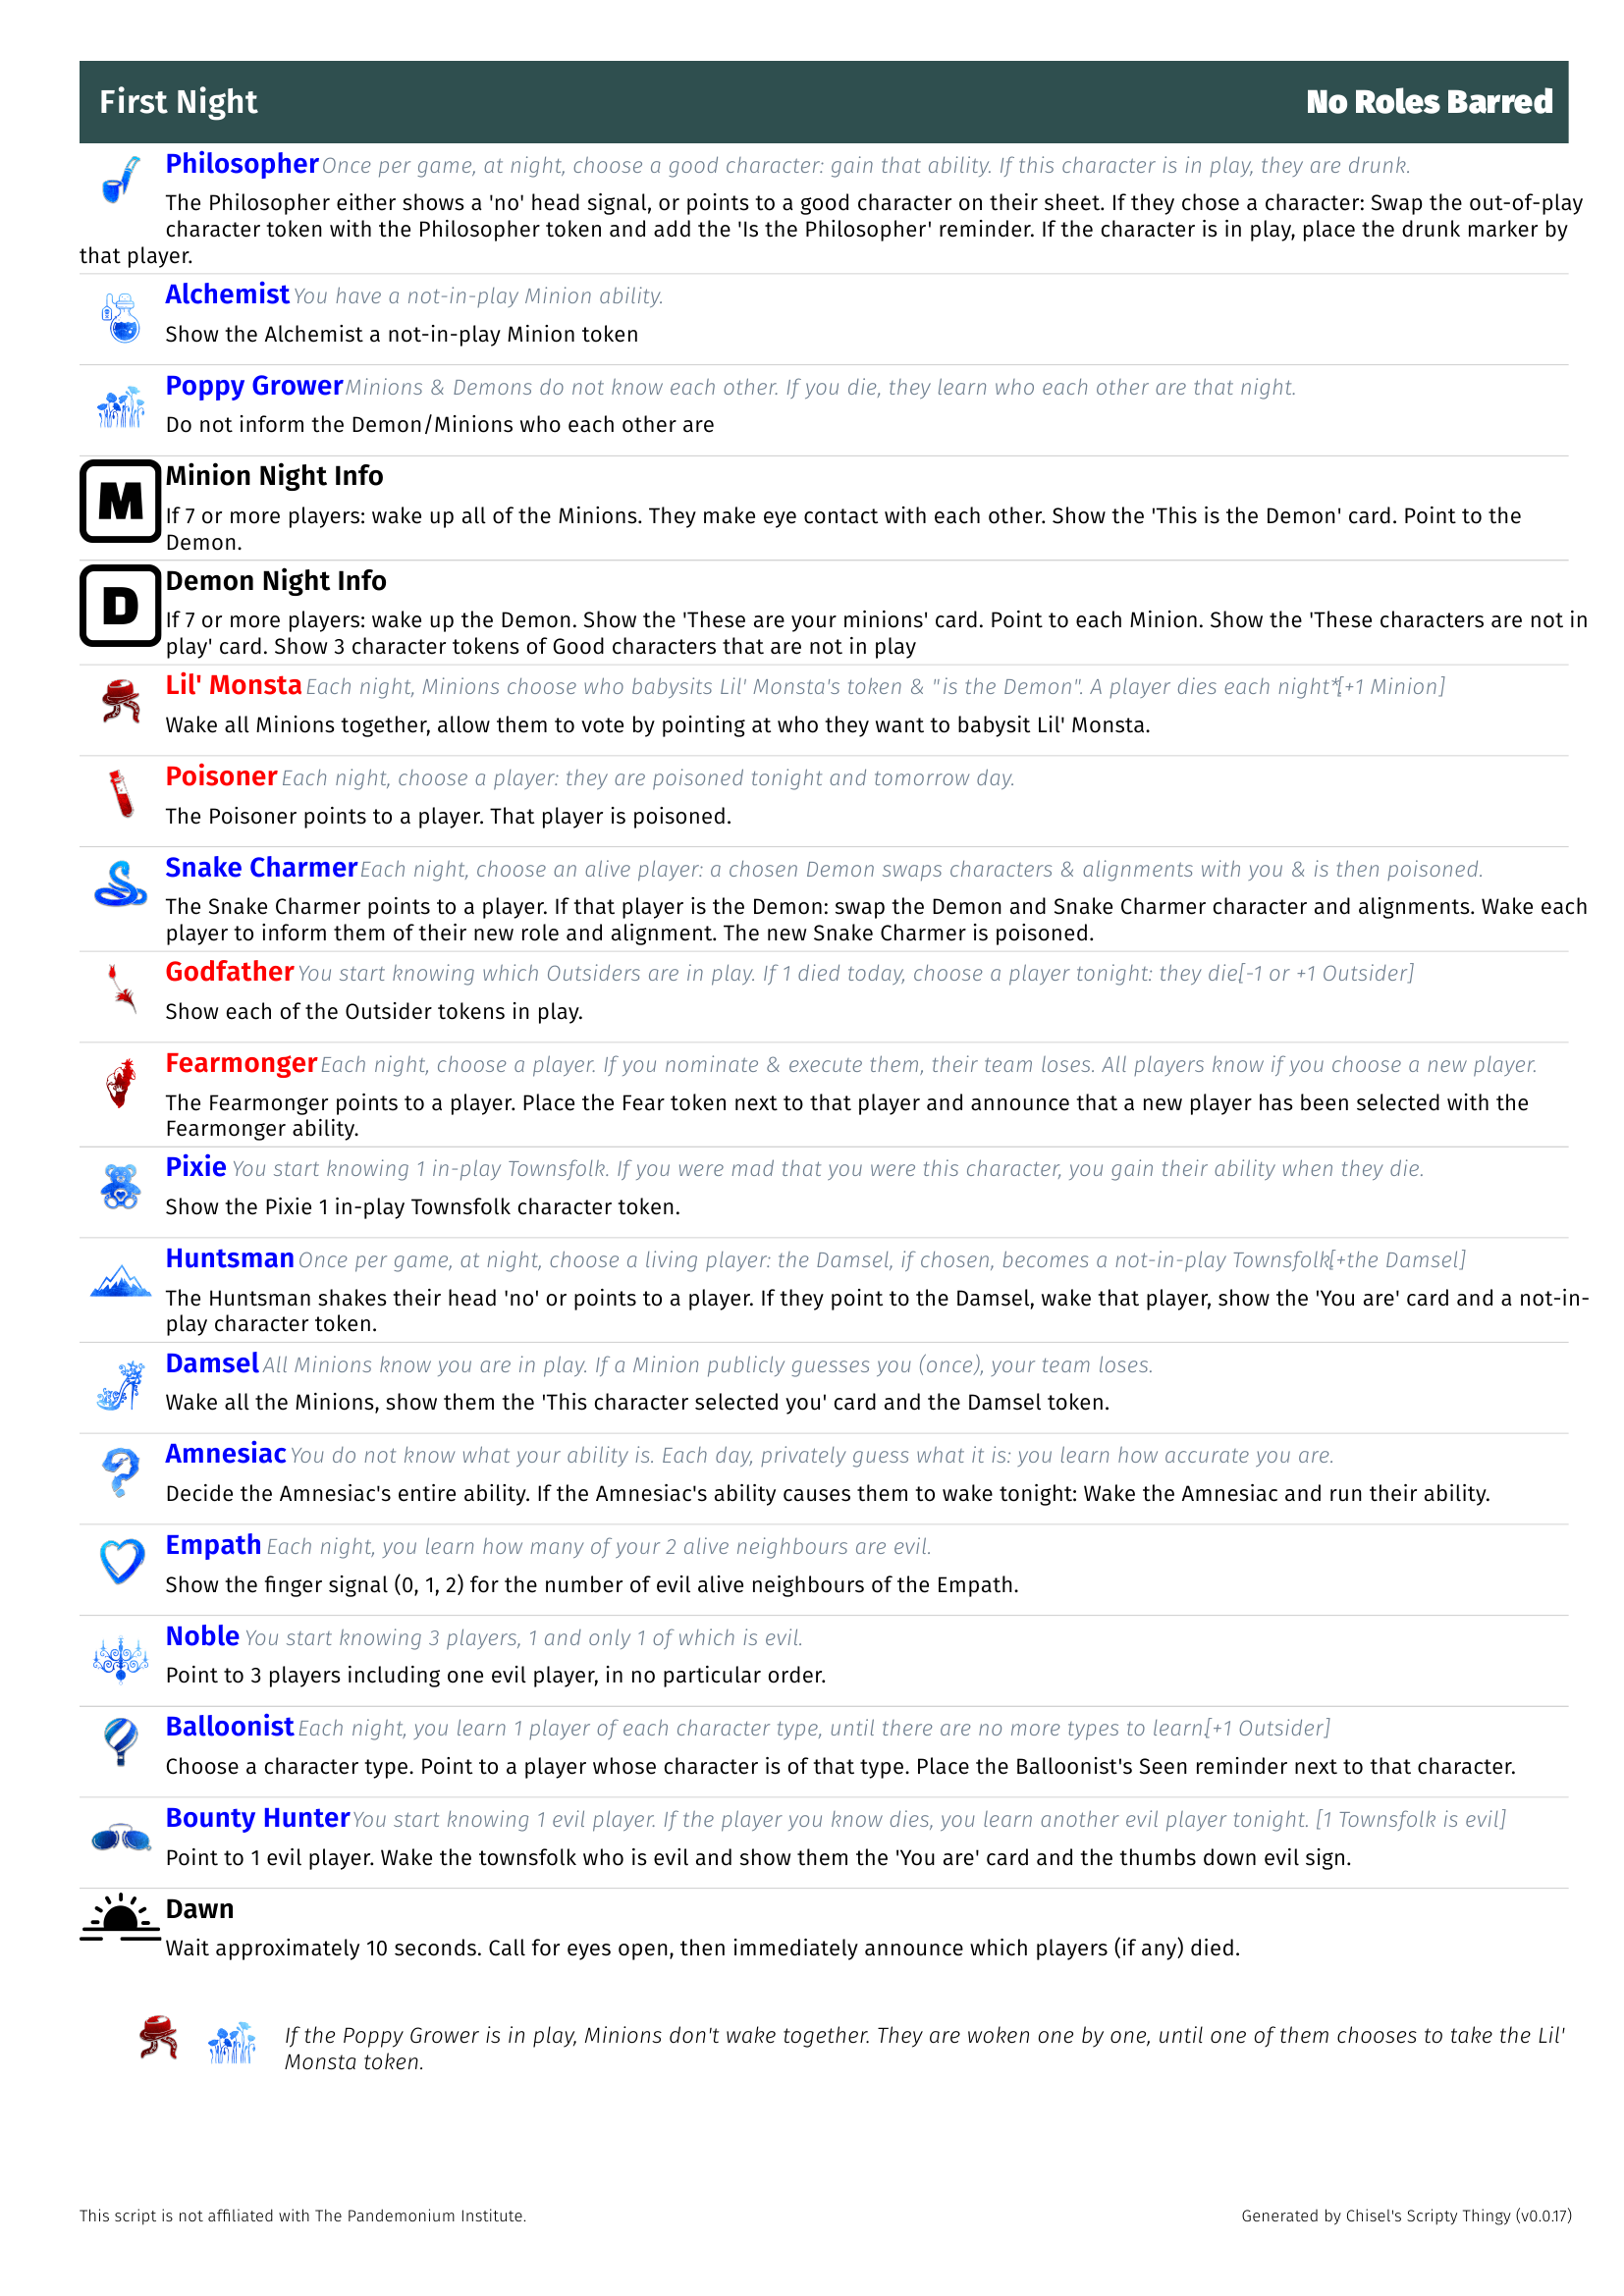 First Night
No Roles Barred
Philosopher Once per game, at night, choose a good character: gain that ability. If this character is in play, they are drunk.
The Philosopher either shows a 'no' head signal, or points to a good character on their sheet. If they chose a character: Swap the out-of-play
character token with the Philosopher token and add the 'Is the Philosopher' reminder. If the character is in play, place the drunk marker by
that player.
Alchemist You have a not-in-play Minion ability.
Show the Alchemist a not-in-play Minion token
Poppy Grower Minions & Demons do not know each other. If you die, they learn who each other are that night.
Do not inform the Demon/Minions who each other are
M
Minion Night Info
If 7 or more players: wake up all of the Minions. They make eye contact with each other. Show the 'This is the Demon' card. Point to the
Demon.
D
Demon Night Info
If 7 or more players: wake up the Demon. Show the 'These are your minions' card. Point to each Minion. Show the 'These characters are not in
play' card. Show 3 character tokens of Good characters that are not in play
Lil' Monsta Each night, Minions choose who babysits Lil' Monsta's token & "is the Demon". A player dies each night*[+1 Minion]
Wake all Minions together, allow them to vote by pointing at who they want to babysit Lil' Monsta.
Poisoner Each night, choose a player: they are poisoned tonight and tomorrow day.
The Poisoner points to a player. That player is poisoned.
Snake Charmer Each night, choose an alive player: a chosen Demon swaps characters & alignments with you & is then poisoned.
The Snake Charmer points to a player. If that player is the Demon: swap the Demon and Snake Charmer character and alignments. Wake each
player to inform them of their new role and alignment. The new Snake Charmer is poisoned.
Godfather You start knowing which Outsiders are in play. If 1 died today, choose a player tonight: they die[-1 or +1 Outsider]
Show each of the Outsider tokens in play.
Fearmonger Each night, choose a player. If you nominate & execute them, their team loses. All players know if you choose a new player.
The Fearmonger points to a player. Place the Fear token next to that player and announce that a new player has been selected with the
Fearmonger ability.
Pixie You start knowing 1 in-play Townsfolk. If you were mad that you were this character, you gain their ability when they die.
Show the Pixie 1 in-play Townsfolk character token.
Huntsman Once per game, at night, choose a living player: the Damsel, if chosen, becomes a not-in-play Townsfolk[+the Damsel]
The Huntsman shakes their head 'no' or points to a player. If they point to the Damsel, wake that player, show the 'You are' card and a not-in-
play character token.
Damsel All Minions know you are in play. If a Minion publicly guesses you (once), your team loses.
Wake all the Minions, show them the 'This character selected you' card and the Damsel token.
Amnesiac You do not know what your ability is. Each day, privately guess what it is: you learn how accurate you are.
Decide the Amnesiac's entire ability. If the Amnesiac's ability causes them to wake tonight: Wake the Amnesiac and run their ability.
Empath Each night, you learn how many of your 2 alive neighbours are evil.
Show the finger signal (0, 1, 2) for the number of evil alive neighbours of the Empath.
Noble You start knowing 3 players, 1 and only 1 of which is evil.
Point to 3 players including one evil player, in no particular order.
Balloonist Each night, you learn 1 player of each character type, until there are no more types to learn.[+1 Outsider]
Choose a character type. Point to a player whose character is of that type. Place the Balloonist's Seen reminder next to that character.
Bounty Hunter You start knowing 1 evil player. If the player you know dies, you learn another evil player tonight. [1 Townsfolk is evil]
Point to 1 evil player. Wake the townsfolk who is evil and show them the 'You are' card and the thumbs down evil sign.
Dawn
Wait approximately 10 seconds. Call for eyes open, then immediately announce which players (if any) died.
If the Poppy Grower is in play, Minions don't wake together. They are woken one by one, until one of them chooses to take the Lil'
Monsta token.
This script is not affiliated with The Pandemonium Institute.
Generated by Chisel's Scripty Thingy (v0.0.17)